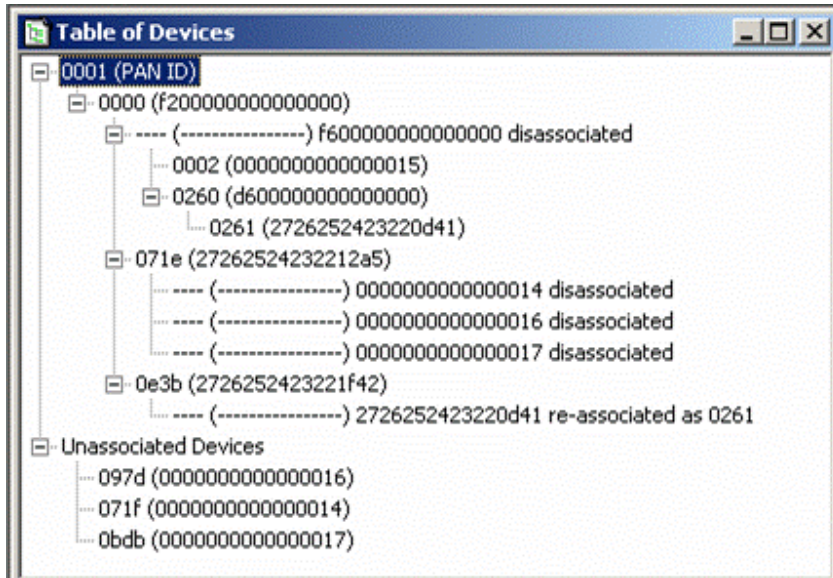 Table of Devices
0001 (PAN ID)
0000 (f200000000000000)
---- (----------------) f600000000000000 disassociated
0002 (0000000000000015)
0260 (d600000000000000)
0261 (2726252423220d41)
071e (27262524232212a5)
---- (----------------) 0000000000000014 disassociated
---- (----------------) 0000000000000016 disassociated
---- (----------------) 0000000000000017 disassociated
0e3b (2726252423221f42)
---- (----------------) 2726252423220d41 re-associated as 0261
Unassociated Devices
097d (0000000000000016)
071f (0000000000000014)
0bdb (0000000000000017)